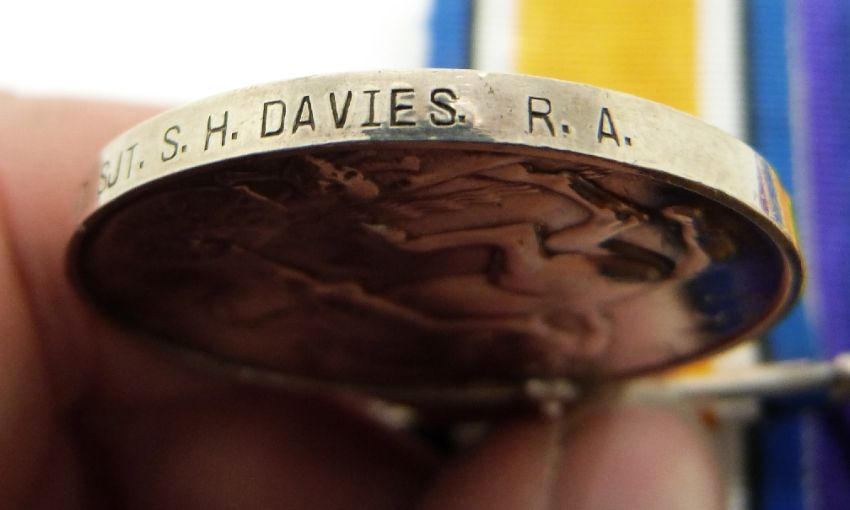 SJT. S. H. DAVIES. R. A.